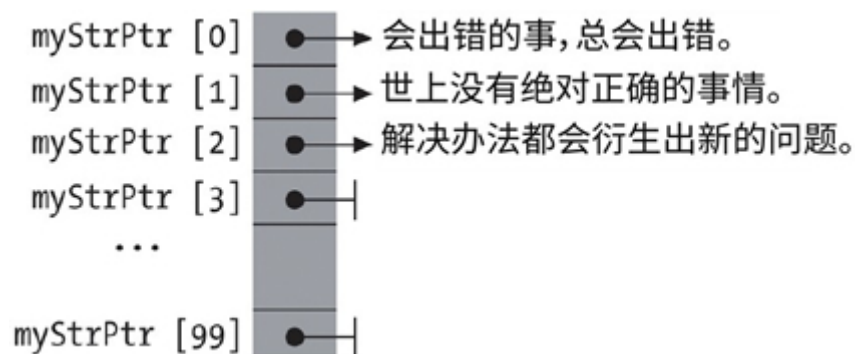 myStrPtr [0] 会出错的事,总会出错。
myStrPtr [1] 世上没有绝对正确的事情。
myStrPtr [2] 解决办法都会衍生出新的问题。
myStrPtr [3]
...
myStrPtr [99]